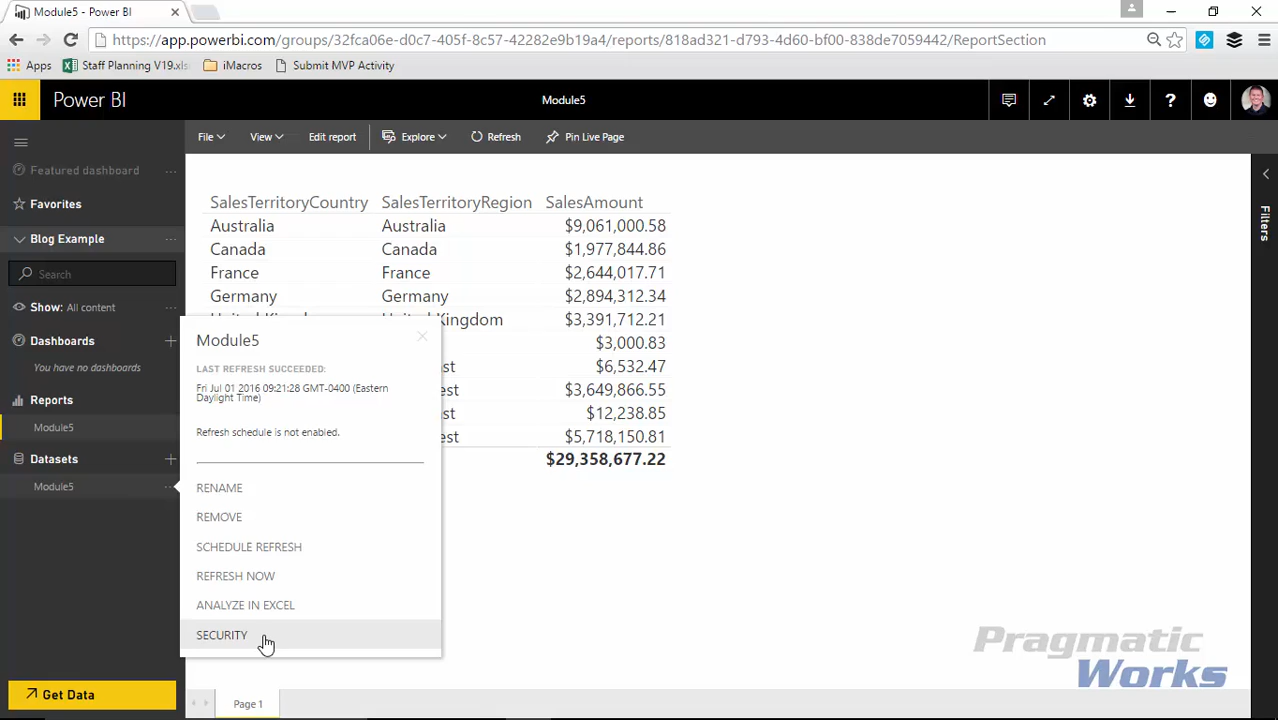 Module5 - Power BI
https://app.powerbi.com/groups/32fca06e-d0c7-405f-8c57-42282e9b19a4/reports/818ad321-d793-4d60-bf00-838de7059442/ReportSection
Apps Staff Planning V19.xls iMacros Submit MVP Activity
Power BI Module5
File View Edit report Explore Refresh Pin Live Page
Featured dashboard
Favorites
Blog Example
Search
Show: All content
Dashboards
You have no dashboards
Reports
Module5
Datasets
Module5
Get Data
SalesTerritoryCountry SalesTerritoryRegion SalesAmount
Australia Australia $9,061,000.58
Canada Canada $1,977,844.86
France France $2,644,017.71
Germany Germany $2,894,312.34
United Kingdom United Kingdom $3,391,712.21
$3,000.83
st $6,532.47
est $3,649,866.55
st $12,238.85
est $5,718,150.81
$29,358,677.22
Module5
LAST REFRESH SUCCEEDED:
Fri Jul 01 2016 09:21:28 GMT-0400 (Eastern
Daylight Time)
Refresh schedule is not enabled.
RENAME
REMOVE
SCHEDULE REFRESH
REFRESH NOW
ANALYZE IN EXCEL
SECURITY
Filters
Page 1
Pragmatic
Works